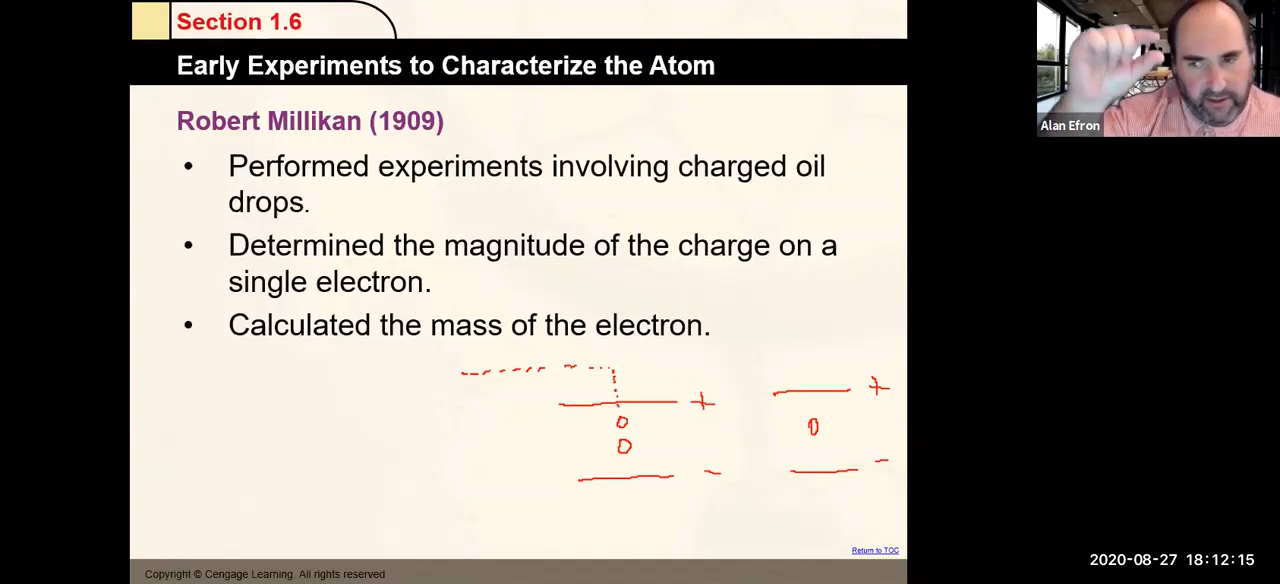 Section 1.6
Early Experiments to Characterize the Atom
Robert Millikan (1909)
• Performed experiments involving charged oil
drops.
• Determined the magnitude of the charge on a
single electron.
• Calculated the mass of the electron.
+
+
-
-
Return to TOC
Copyright © Cengage Learning. All rights reserved
Alan Efron
2020-08-27 18:12:15